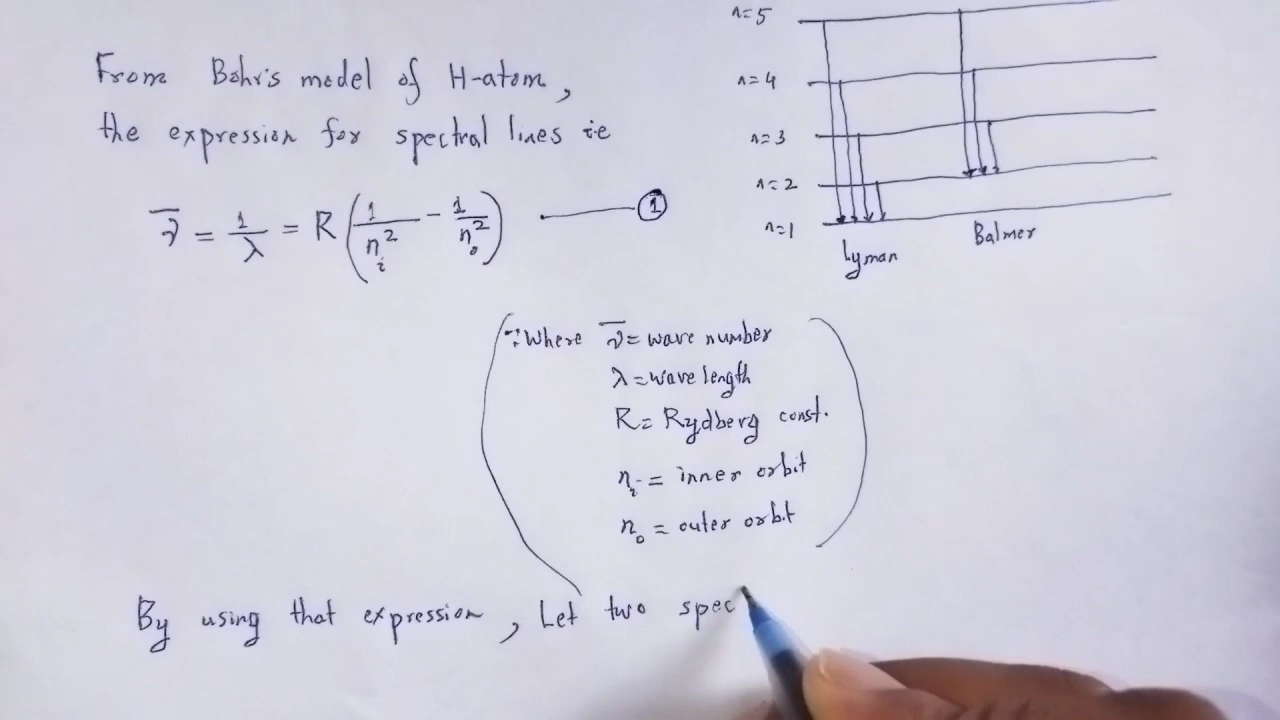 From Bohr's model of H-atom,
the expression for spectral lines ie
ν̅ = 1/λ = R(1/nᵢ² - 1/n₀²) ——— ①
n=5
n=4
n=3
n=2
n=1
Lyman
Balmer
∵ Where ν̅ = wave number
λ = wave length
R = Rydberg const.
nᵢ = inner orbit
n₀ = outer orbit
By using that expression, Let two spec